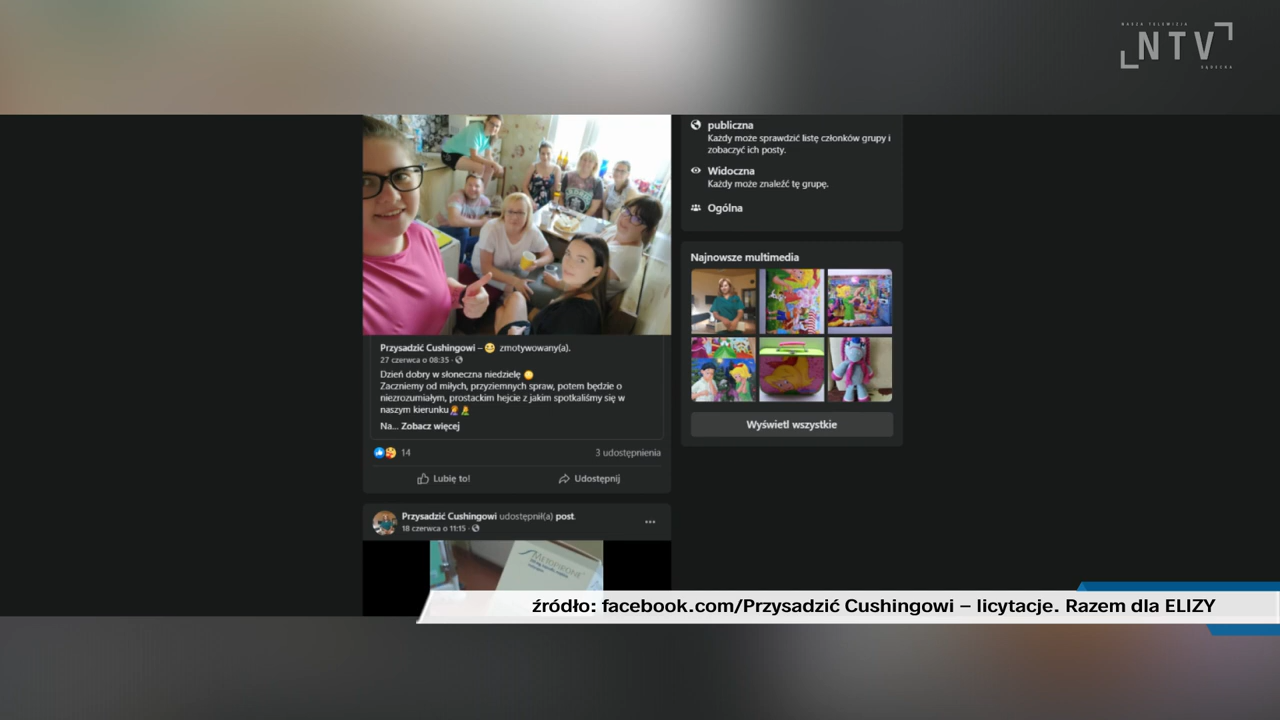 NASZA TELEWIZJA
NTV
SĄDECKA
publiczna
Każdy może sprawdzić listę członków grupy i
zobaczyć ich posty.
Widoczna
Każdy może znaleźć tę grupę.
Ogólna
Najnowsze multimedia
Wyświetl wszystkie
Przysadzić Cushingowi – 😊 zmotywowany(a).
27 czerwca o 08:35 ·
Dzień dobry w słoneczna niedzielę 🌞
Zaczniemy od miłych, przyziemnych spraw, potem będzie o
niezrozumiałym, prostackim hejcie z jakim spotkaliśmy się w
naszym kierunku🤦‍♀️🤦‍♂️
Na... Zobacz więcej
14
3 udostępnienia
Lubię to!
Udostępnij
Przysadzić Cushingowi udostępnił(a) post.
18 czerwca o 11:15 ·
METOPIRONE
źródło: facebook.com/Przysadzić Cushingowi – licytacje. Razem dla ELIZY